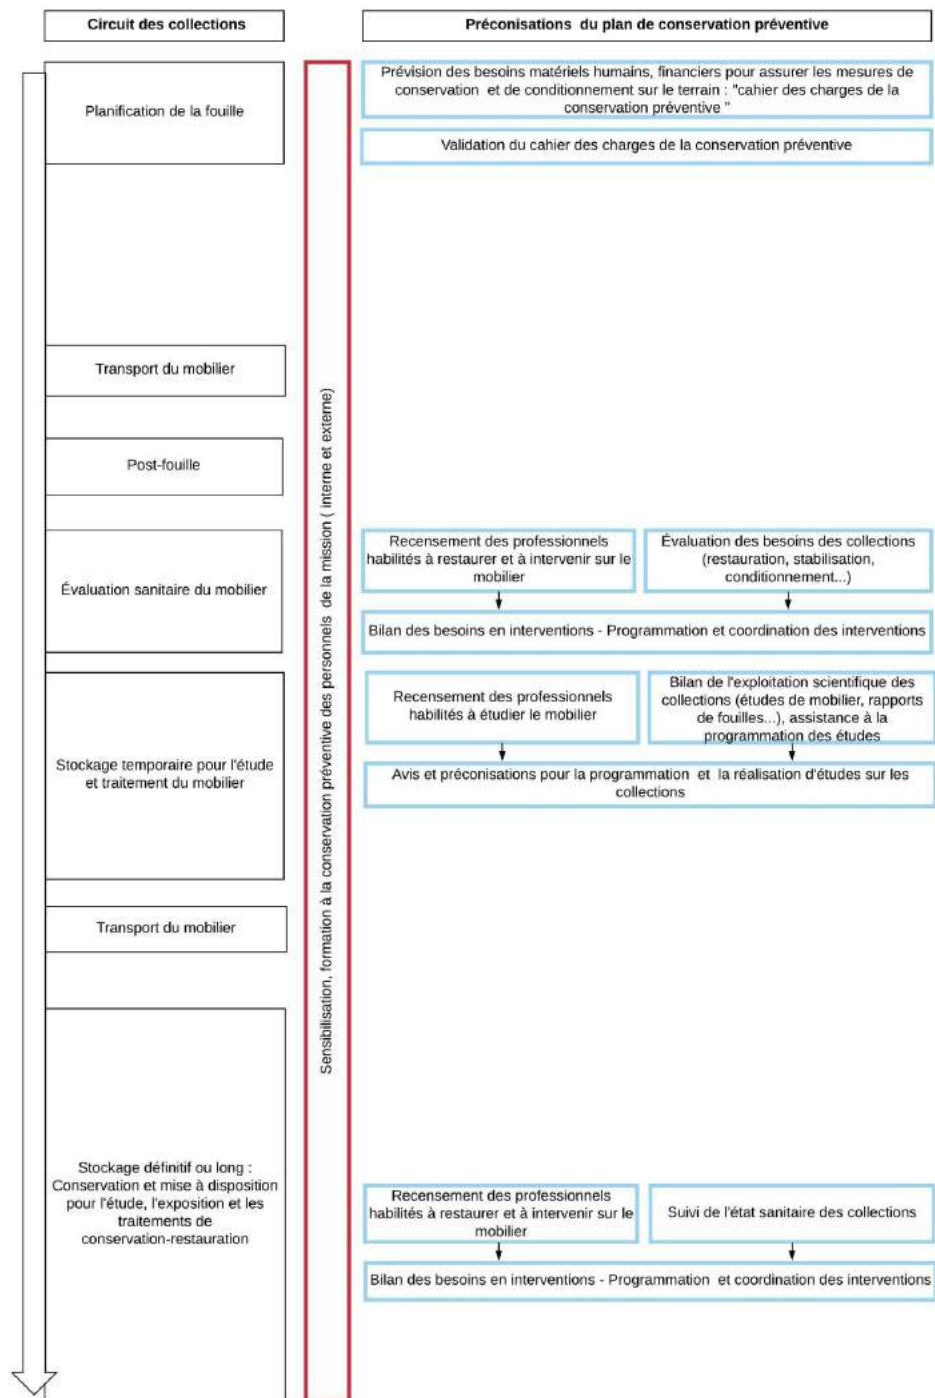 Circuit des collections
Préconisations du plan de conservation préventive
Planification de la fouille
Prévision des besoins matériels humains, financiers pour assurer les mesures de
conservation et de conditionnement sur le terrain : "cahier des charges de la
conservation préventive "
Validation du cahier des charges de la conservation préventive
Sensibilisation, formation à la conservation préventive des personnels de la mission ( interne et externe)
Transport du mobilier
Post-fouille
Évaluation sanitaire du mobilier
Recensement des professionnels
habilités à restaurer et à intervenir sur le
mobilier
Évaluation des besoins des collections
(restauration, stabilisation,
conditionnement...)
Bilan des besoins en interventions - Programmation et coordination des interventions
Stockage temporaire pour l'étude
et traitement du mobilier
Recensement des professionnels
habilités à étudier le mobilier
Bilan de l'exploitation scientifique des
collections (études de mobilier, rapports
de fouilles...), assistance à la
programmation des études
Avis et préconisations pour la programmation et la réalisation d'études sur les
collections
Transport du mobilier
Stockage définitif ou long :
Conservation et mise à disposition
pour l'étude, l'exposition et les
traitements de
conservation-restauration
Recensement des professionnels
habilités à restaurer et à intervenir sur le
mobilier
Suivi de l'état sanitaire des collections
Bilan des besoins en interventions - Programmation et coordination des interventions